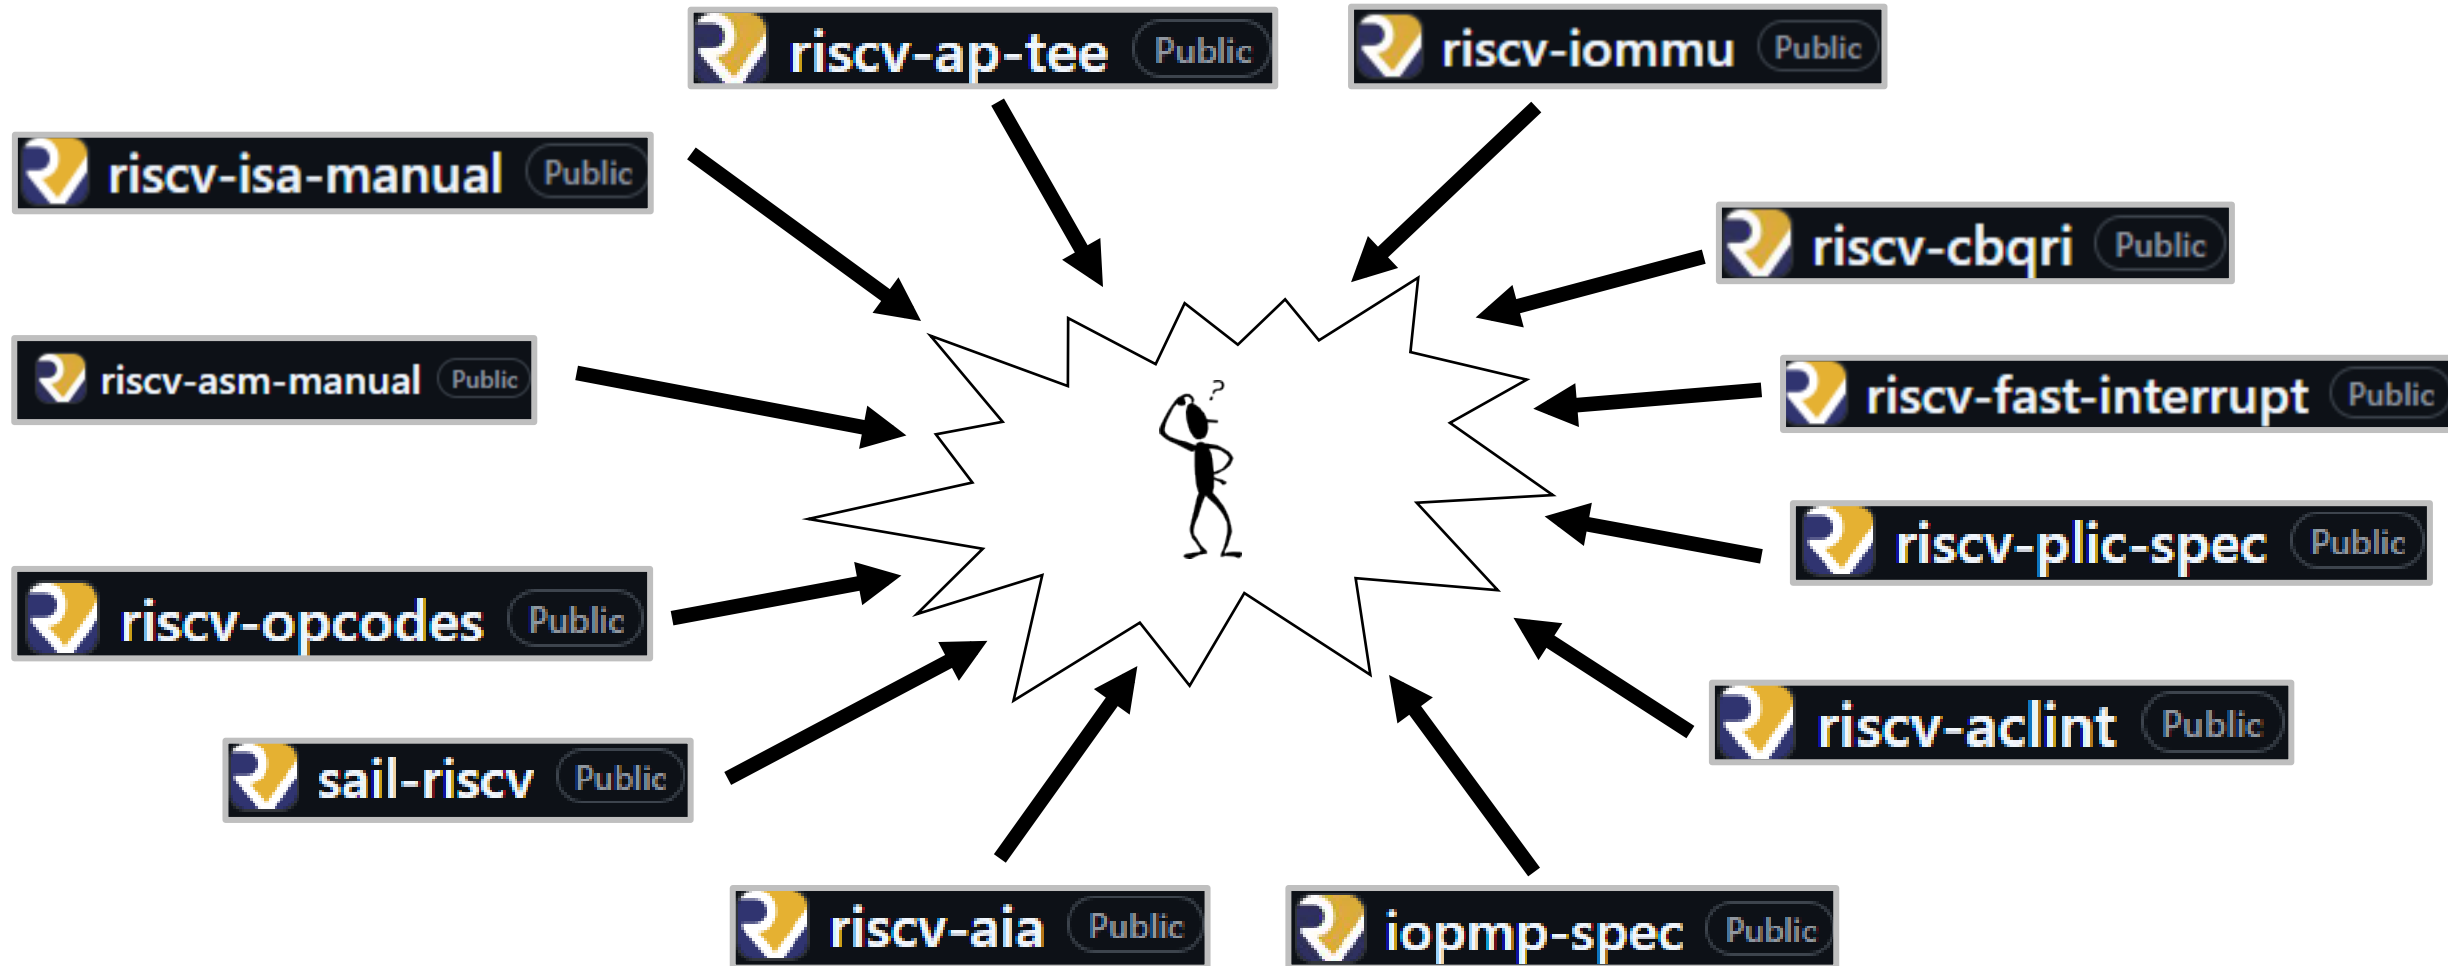 riscv-ap-tee Public
riscv-iommu Public
riscv-isa-manual Public
riscv-cbqri Public
riscv-asm-manual Public
riscv-fast-interrupt Public
?
riscv-plic-spec Public
riscv-opcodes Public
riscv-aclint Public
sail-riscv Public
riscv-aia Public
iopmp-spec Public